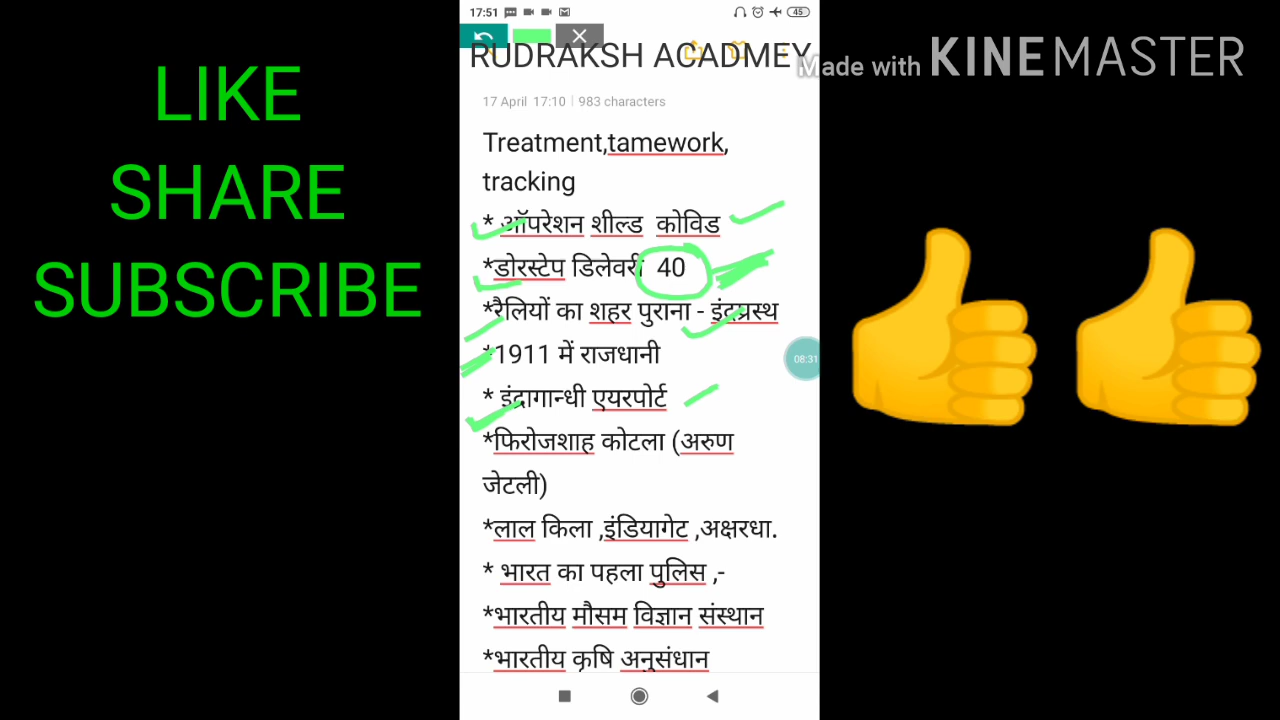 LIKE
SHARE
SUBSCRIBE
17:51
45
RUDRAKSH ACADMEY
Made with KINEMASTER
17 April 17:10 | 983 characters
Treatment,tamework,
tracking
* ऑपरेशन शील्ड कोविड
*डोरस्टेप डिलेवरी 40
*रैलियों का शहर पुराना - इंद्रप्रस्थ
*1911 में राजधानी
08:31
* इंद्रागान्धी एयरपोर्ट
*फिरोजशाह कोटला (अरुण
जेटली)
*लाल किला ,इंडियागेट ,अक्षरधा.
* भारत का पहला पुलिस ,-
*भारतीय मौसम विज्ञान संस्थान
*भारतीय कृषि अनुसंधान